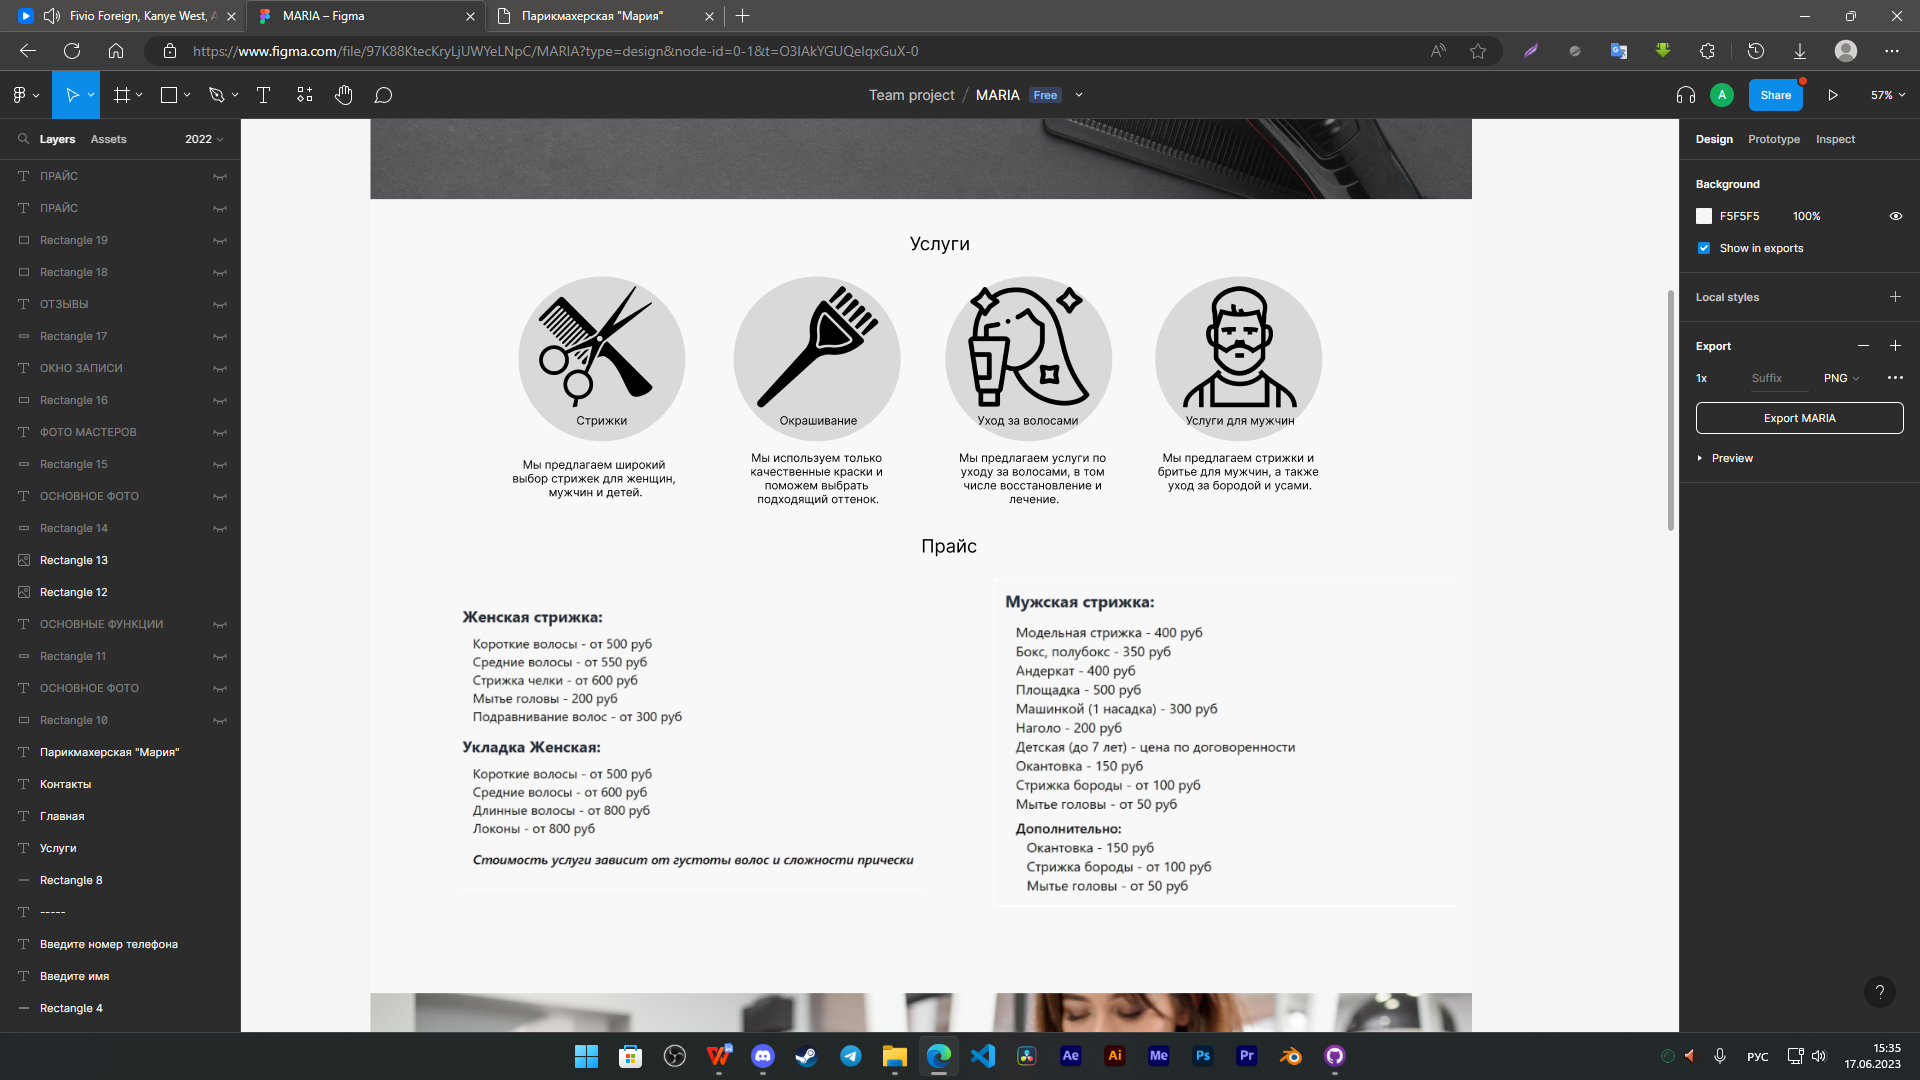 Fivio Foreign, Kanye West, A
MARIA – Figma
Парикмахерская "Мария"
https://www.figma.com/file/97K88KtecKryLjUWYeLNpC/MARIA?type=design&node-id=0-1&t=O3IAkYGUQeIqxGuX-0
Team project / MARIA Free
A
Share
57%
Layers Assets 2022
ПРАЙС
ПРАЙС
Rectangle 19
Rectangle 18
ОТЗЫВЫ
Rectangle 17
ОКНО ЗАПИСИ
Rectangle 16
ФОТО МАСТЕРОВ
Rectangle 15
ОСНОВНОЕ ФОТО
Rectangle 14
Rectangle 13
Rectangle 12
ОСНОВНЫЕ ФУНКЦИИ
Rectangle 11
ОСНОВНОЕ ФОТО
Rectangle 10
Парикмахерская "Мария"
Контакты
Главная
Услуги
Rectangle 8
-----
Введите номер телефона
Введите имя
Rectangle 4
Услуги
Стрижки
Мы предлагаем широкий
выбор стрижек для женщин,
мужчин и детей.
Окрашивание
Мы используем только
качественные краски и
поможем выбрать
подходящий оттенок.
Уход за волосами
Мы предлагаем услуги по
уходу за волосами, в том
числе восстановление и
лечение.
Услуги для мужчин
Мы предлагаем стрижки и
бритье для мужчин, а также
уход за бородой и усами.
Прайс
Женская стрижка:
Короткие волосы - от 500 руб
Средние волосы - от 550 руб
Стрижка челки - от 600 руб
Мытье головы - 200 руб
Подравнивание волос - от 300 руб
Укладка Женская:
Короткие волосы - от 500 руб
Средние волосы - от 600 руб
Длинные волосы - от 800 руб
Локоны - от 800 руб
Стоимость услуги зависит от густоты волос и сложности прически
Мужская стрижка:
Модельная стрижка - 400 руб
Бокс, полубокс - 350 руб
Андеркат - 400 руб
Площадка - 500 руб
Машинкой (1 насадка) - 300 руб
Наголо - 200 руб
Детская (до 7 лет) - цена по договоренности
Окантовка - 150 руб
Стрижка бороды - от 100 руб
Мытье головы - от 50 руб
Дополнительно:
Окантовка - 150 руб
Стрижка бороды - от 100 руб
Мытье головы - от 50 руб
Design Prototype Inspect
Background
F5F5F5 100%
Show in exports
Local styles
Export
1x Suffix PNG
Export MARIA
Preview
?
Ae Ai Me Ps Pr
РУС
15:35
17.06.2023